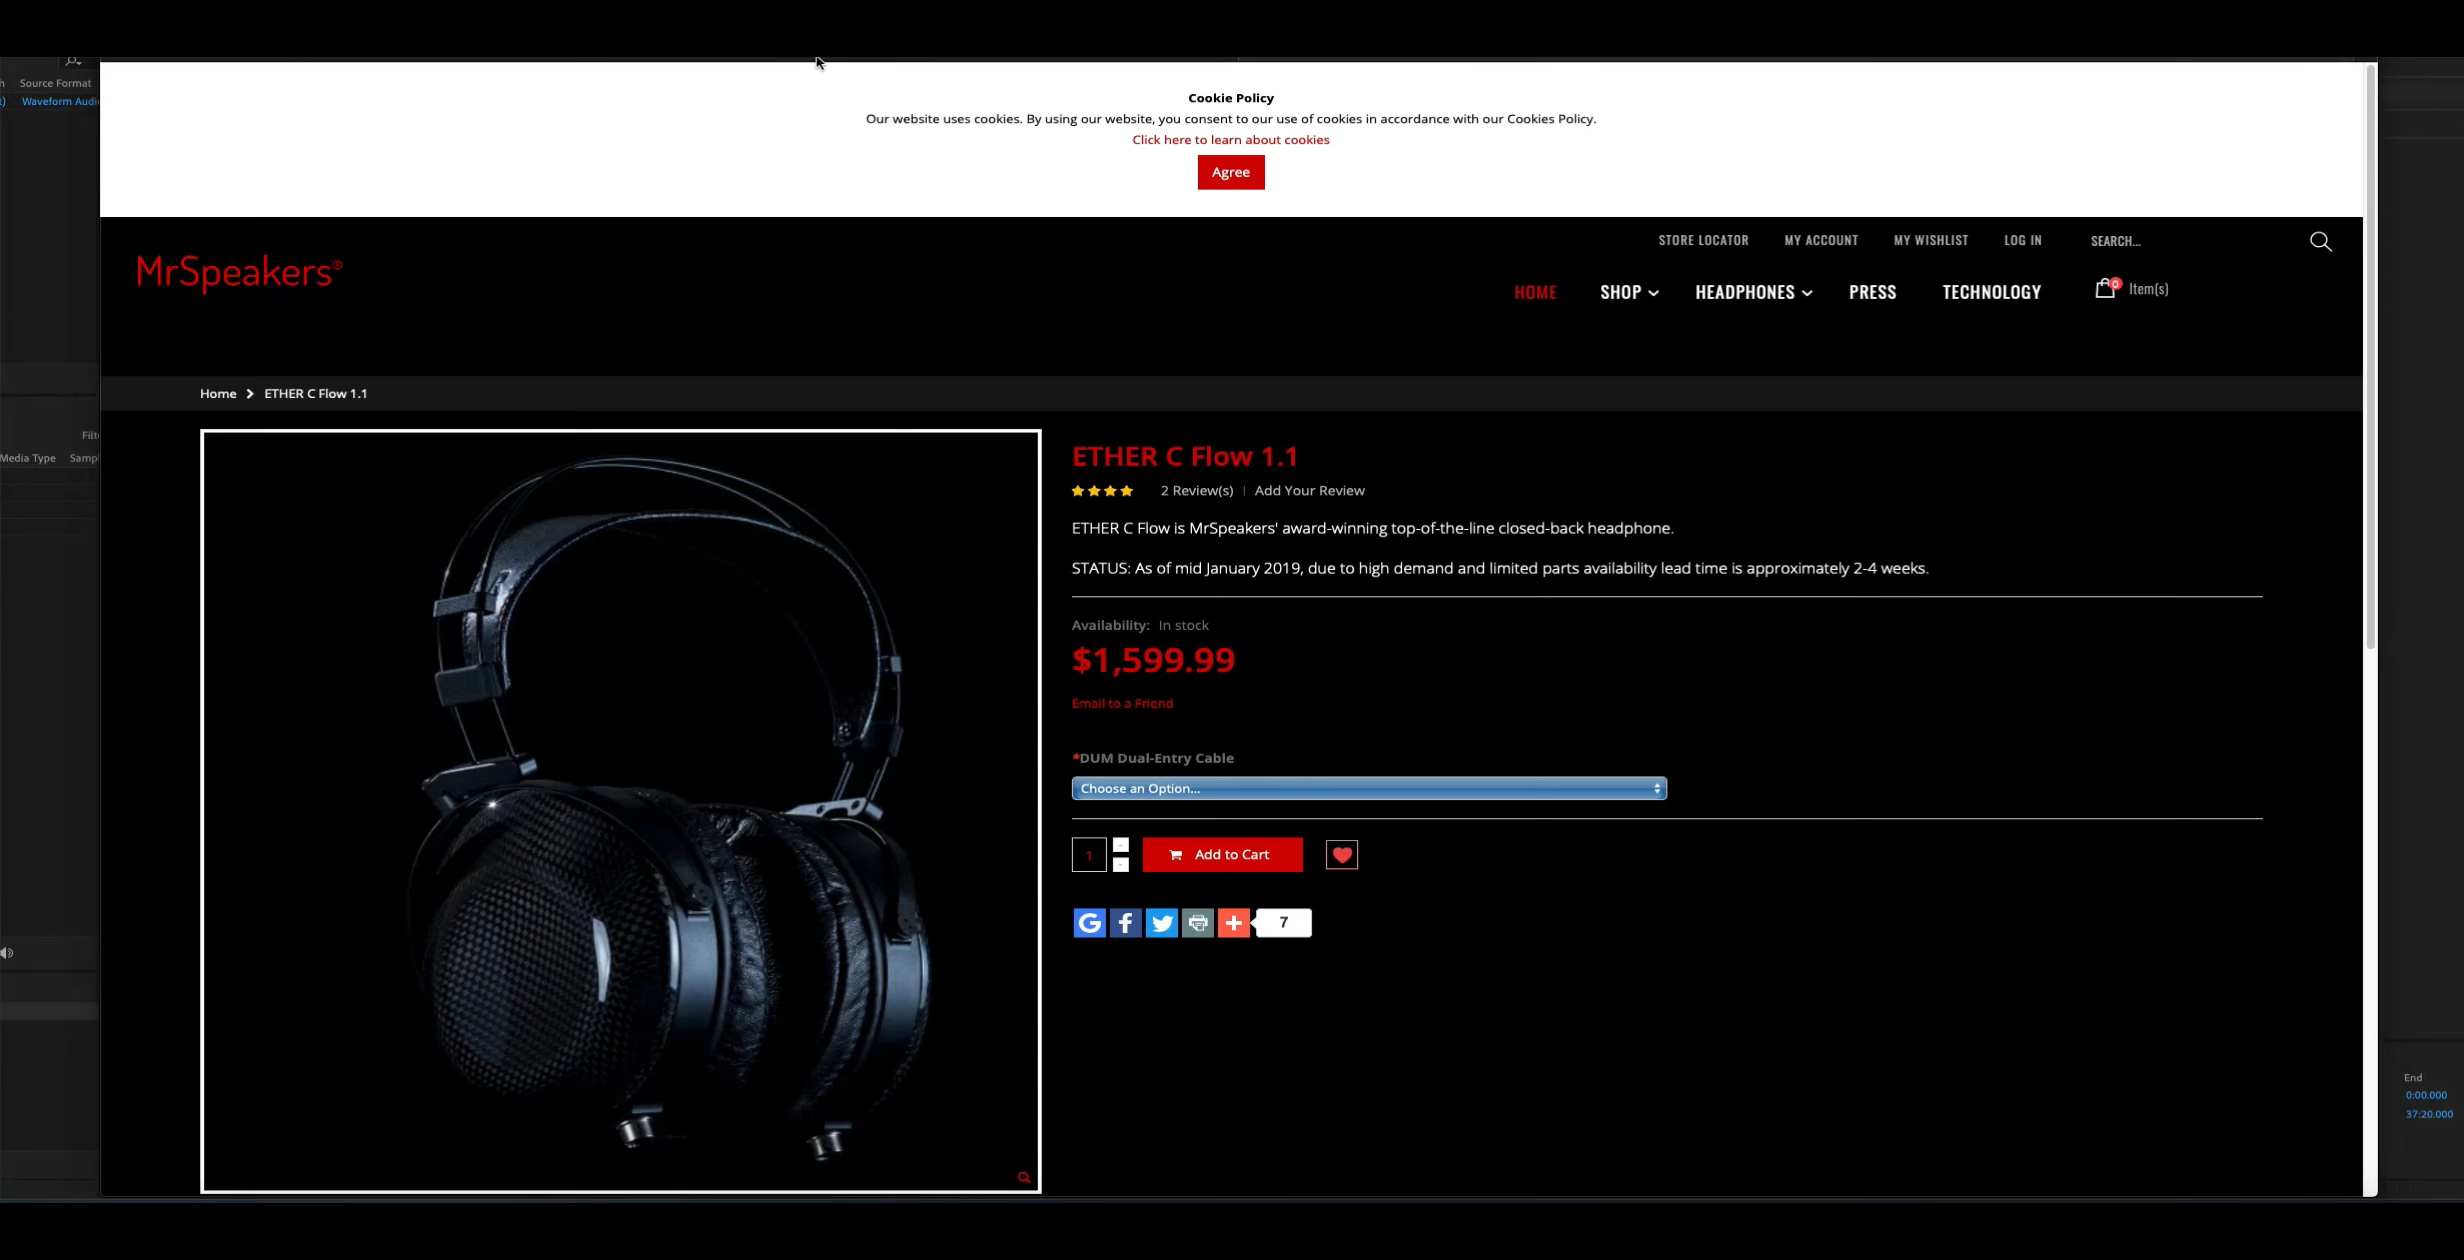 Source Format
Cookie Policy
Our website uses cookies. By using our website, you consent to our use of cookies in accordance with our Cookies Policy.
Click here to learn about cookies
Agree
MrSpeakers®
STORE LOCATOR MY ACCOUNT MY WISHLIST LOG IN SEARCH...
HOME SHOP HEADPHONES PRESS TECHNOLOGY 0 Item(s)
Home > ETHER C Flow 1.1
Media Type
ETHER C Flow 1.1
2 Review(s) | Add Your Review
ETHER C Flow is MrSpeakers' award-winning top-of-the-line closed-back headphone.
STATUS: As of mid January 2019, due to high demand and limited parts availability lead time is approximately 2-4 weeks.
Availability: In stock
$1,599.99
Email to a Friend
*DUM Dual-Entry Cable
Choose an Option...
1 Add to Cart
7
End
0:00.000
37:20.000